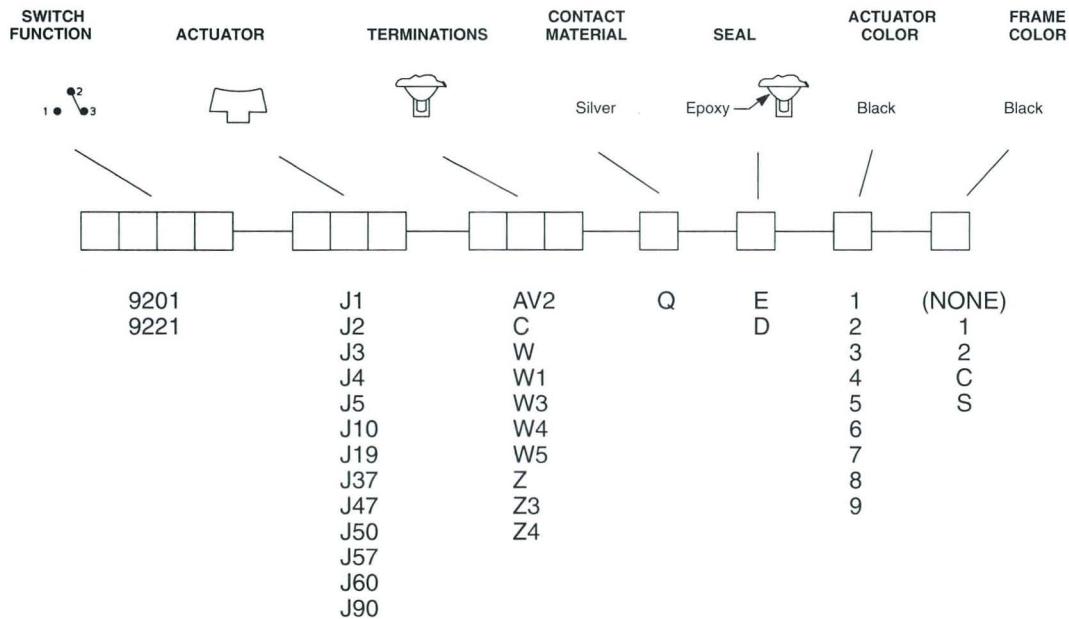 SWITCH FUNCTION
ACTUATOR
TERMINATIONS
CONTACT MATERIAL
SEAL
ACTUATOR COLOR
FRAME COLOR
1 2 3
Silver
Epoxy
Black
Black
9201
9221
J1
J2
J3
J4
J5
J10
J19
J37
J47
J50
J57
J60
J90
AV2
C
W
W1
W3
W4
W5
Z
Z3
Z4
Q
E
D
1
2
3
4
5
6
7
8
9
(NONE)
1
2
C
S